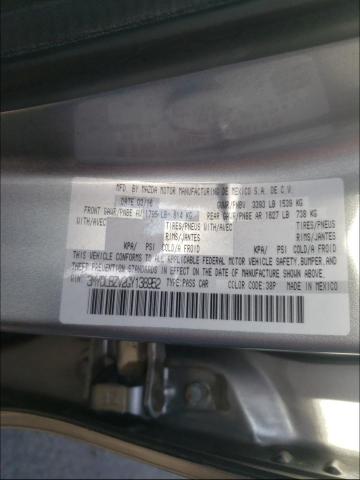 MFD. BY MAZDA MOTOR MANUFACTURING DE MEXICO S.A. DE C.V.
DATE 03/16 GVWR/PNBV 3393 LB 1539 KG
FRONT GAWR/PNBE AV 1795 LB 814 KG REAR GAWR/PNBE AR 1627 LB 738 KG
WITH/AVEC TIRES/PNEUS WITH/AVEC TIRES/PNEUS
RIMS/JANTES RIMS/JANTES
KPA/ PSI COLD/A FROID KPA/ PSI COLD/A FROID
THIS VEHICLE CONFORMS TO ALL APPLICABLE FEDERAL MOTOR VEHICLE SAFETY, BUMPER, AND
THEFT PREVENTION STANDARDS IN EFFECT ON THE DATE OF MANUFACTURE SHOWN ABOVE.
VIN: 3MYDLBZV2GY138952 TYPE: PASS CAR COLOR CODE: 38P MADE IN MEXICO